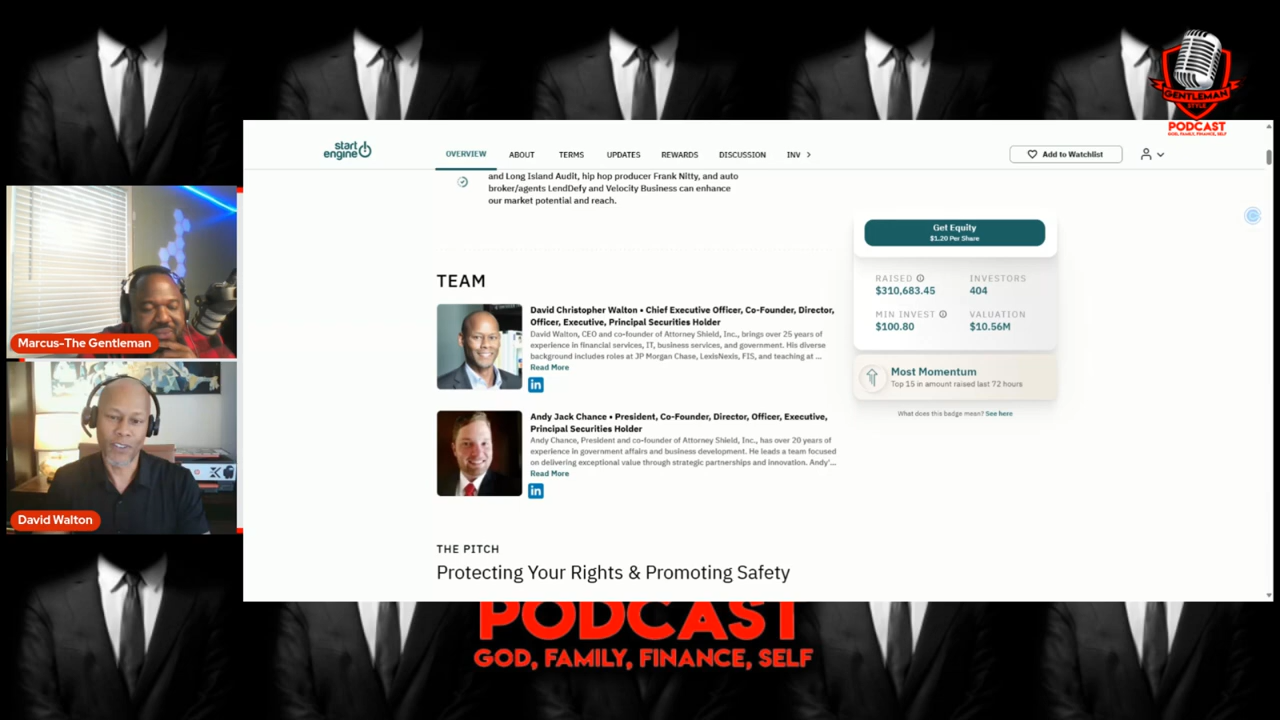 GENTLEMAN
STYLE
PODCAST
GOD, FAMILY, FINANCE, SELF
start
engine
OVERVIEW
ABOUT
TERMS
UPDATES
REWARDS
DISCUSSION
INV
Add to Watchlist
and Long Island Audit, hip hop producer Frank Nitty, and auto
broker/agents LendDefy and Velocity Business can enhance
our market potential and reach.
Get Equity
$1.20 Per Share
RAISED
INVESTORS
$310,683.45
404
MIN INVEST
VALUATION
$100.80
$10.56M
Most Momentum
Top 15 in amount raised last 72 hours
What does this badge mean? See here
TEAM
David Christopher Walton • Chief Executive Officer, Co-Founder, Director,
Officer, Executive, Principal Securities Holder
David Walton, CEO and co-founder of Attorney Shield, Inc., brings over 25 years of
experience in financial services, IT, business services, and government. His diverse
background includes roles at JP Morgan Chase, LexisNexis, FIS, and teaching at ...
Read More
in
Andy Jack Chance • President, Co-Founder, Director, Officer, Executive,
Principal Securities Holder
Andy Chance, President and co-founder of Attorney Shield, Inc., has over 20 years of
experience in government affairs and business development. He leads a team focused
on delivering exceptional value through strategic partnerships and innovation. Andy'...
Read More
in
THE PITCH
Protecting Your Rights & Promoting Safety
Marcus-The Gentleman
David Walton
PODCAST
GOD, FAMILY, FINANCE, SELF